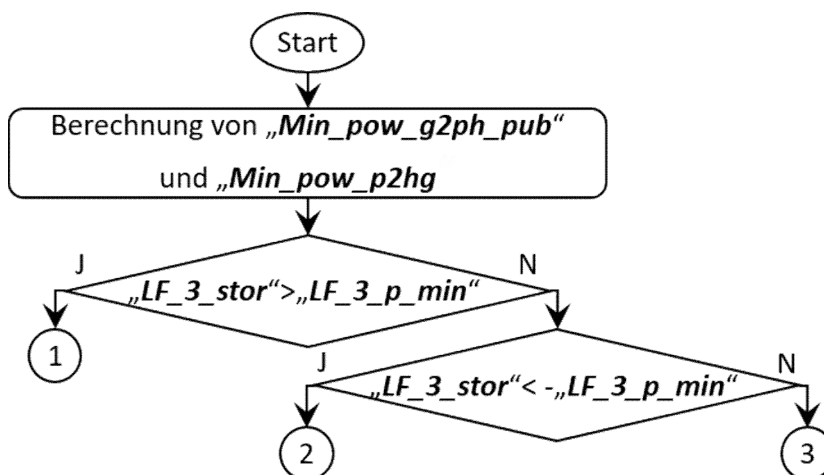 Start
Berechnung von „Min_pow_g2ph_pub“
und „Min_pow_p2hg
J
N
„LF_3_stor“>„LF_3_p_min“
1
J
N
„LF_3_stor“< -„LF_3_p_min“
2
3